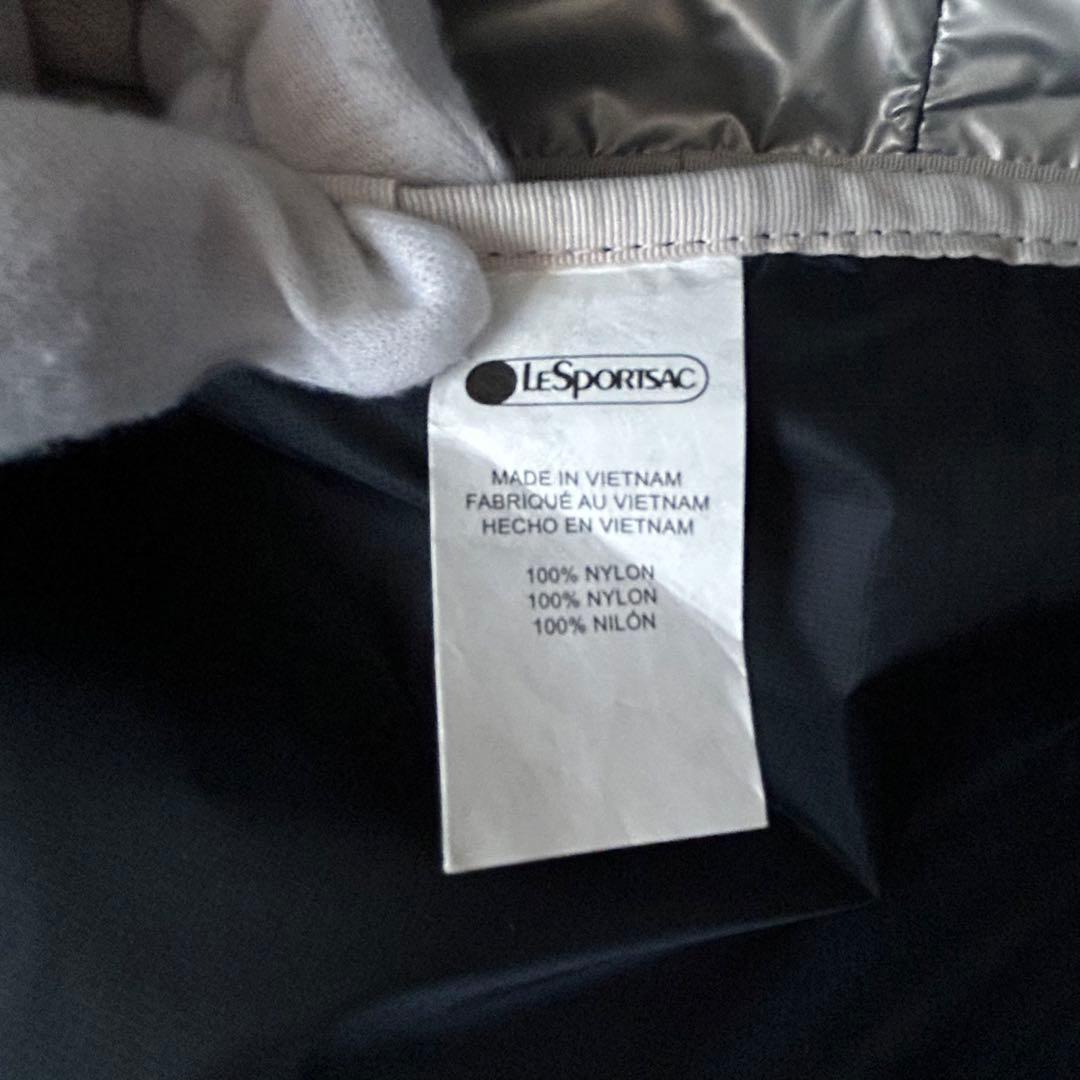 LESPORTSAC
MADE IN VIETNAM
FABRIQUÉ AU VIETNAM
HECHO EN VIETNAM
100% NYLON
100% NYLON
100% NILÓN